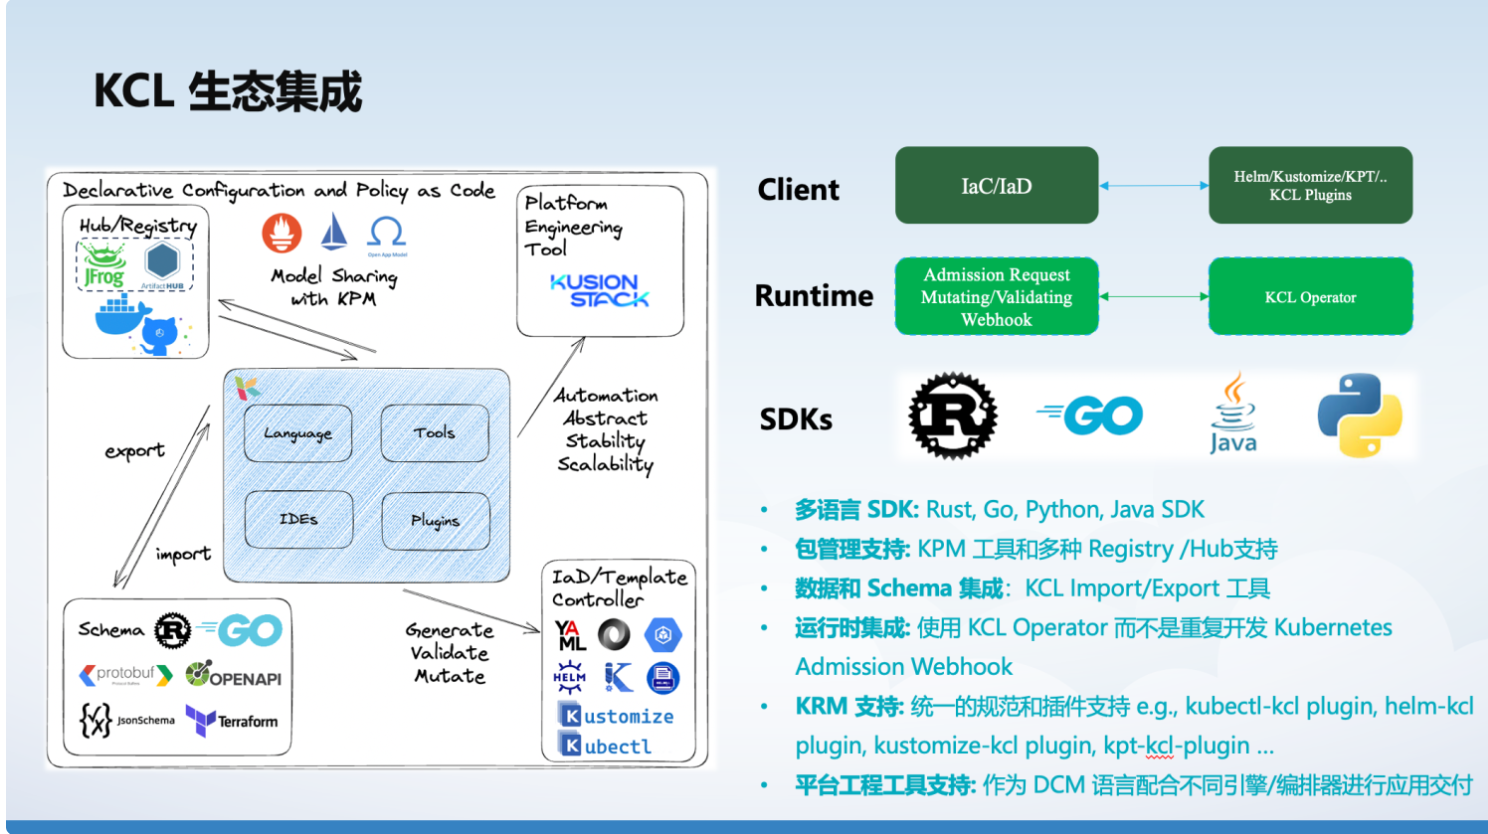 KCL 生态集成
Declarative Configuration and Policy as Code
Hub/Registry
JFrog
Artifact HUB
Open App Model
Model Sharing
with KPM
Platform
Engineering
Tool
KUSION
STACK
Language
Tools
IDEs
Plugins
Automation
Abstract
Stability
Scalability
export
import
Schema
GO
protobuf
OPENAPI
JsonSchema
Terraform
Generate
Validate
Mutate
IaD/Template
Controller
YAML
HELM
Kustomize
Kubectl
Client
IaC/IaD
Helm/Kustomize/KPT/..
KCL Plugins
Runtime
Admission Request
Mutating/Validating
Webhook
KCL Operator
SDKs
R
GO
Java
• 多语言 SDK: Rust, Go, Python, Java SDK
• 包管理支持: KPM 工具和多种 Registry /Hub支持
• 数据和 Schema 集成：KCL Import/Export 工具
• 运行时集成: 使用 KCL Operator 而不是重复开发 Kubernetes
Admission Webhook
• KRM 支持: 统一的规范和插件支持 e.g., kubectl-kcl plugin, helm-kcl
plugin, kustomize-kcl plugin, kpt-kcl-plugin ...
• 平台工程工具支持: 作为 DCM 语言配合不同引擎/编排器进行应用交付